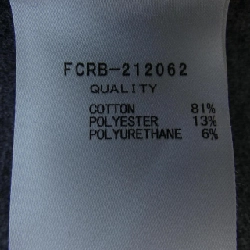 FCRB-212062
QUALITY
COTTON 81%
POLYESTER 13%
POLYURETHANE 6%